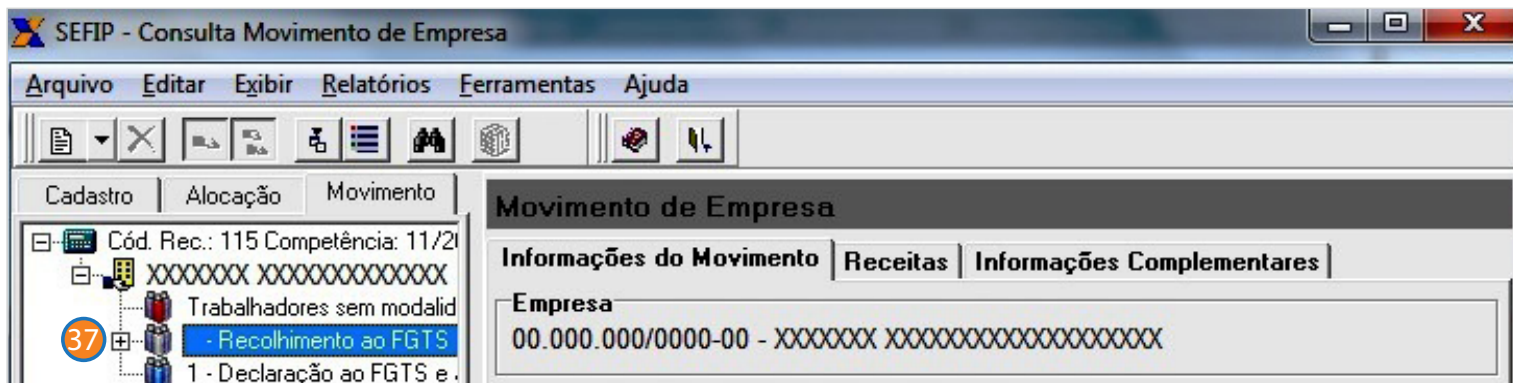 SEFIP - Consulta Movimento de Empresa
Arquivo Editar Exibir Relatórios Ferramentas Ajuda
Cadastro Alocação Movimento
Movimento de Empresa
Cód. Rec.: 115 Competência: 11/20
Informações do Movimento Receitas Informações Complementares
XXXXXXX XXXXXXXXXXXXX
Trabalhadores sem modalid
Empresa
37 - Recolhimento ao FGTS
00.000.000/0000-00 - XXXXXXX XXXXXXXXXXXXXXXXXXX
1 - Declaração ao FGTS e